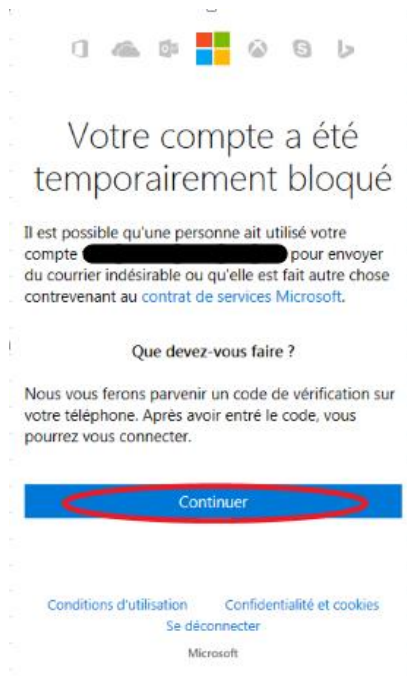 Votre compte a été
temporairement bloqué
Il est possible qu'une personne ait utilisé votre
compte pour envoyer
du courrier indésirable ou qu'elle est fait autre chose
contrevenant au contrat de services Microsoft.
Que devez-vous faire ?
Nous vous ferons parvenir un code de vérification sur
votre téléphone. Après avoir entré le code, vous
pourrez vous connecter.
Continuer
Conditions d'utilisation Confidentialité et cookies
Se déconnecter
Microsoft